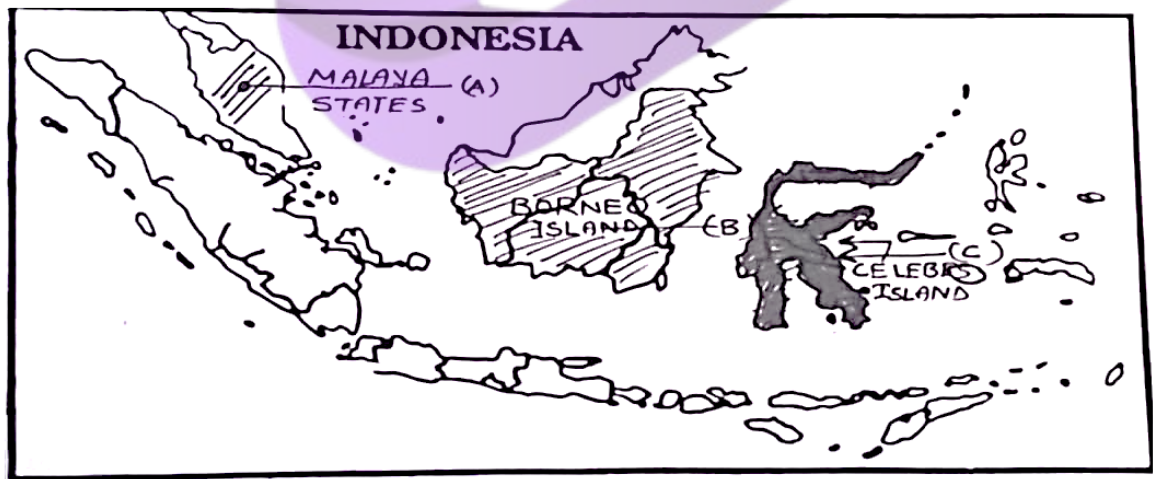 INDONESIA
MALAYA (A)
STATES
BORNEO
ISLAND (B)
(C)
CELEBES
ISLAND